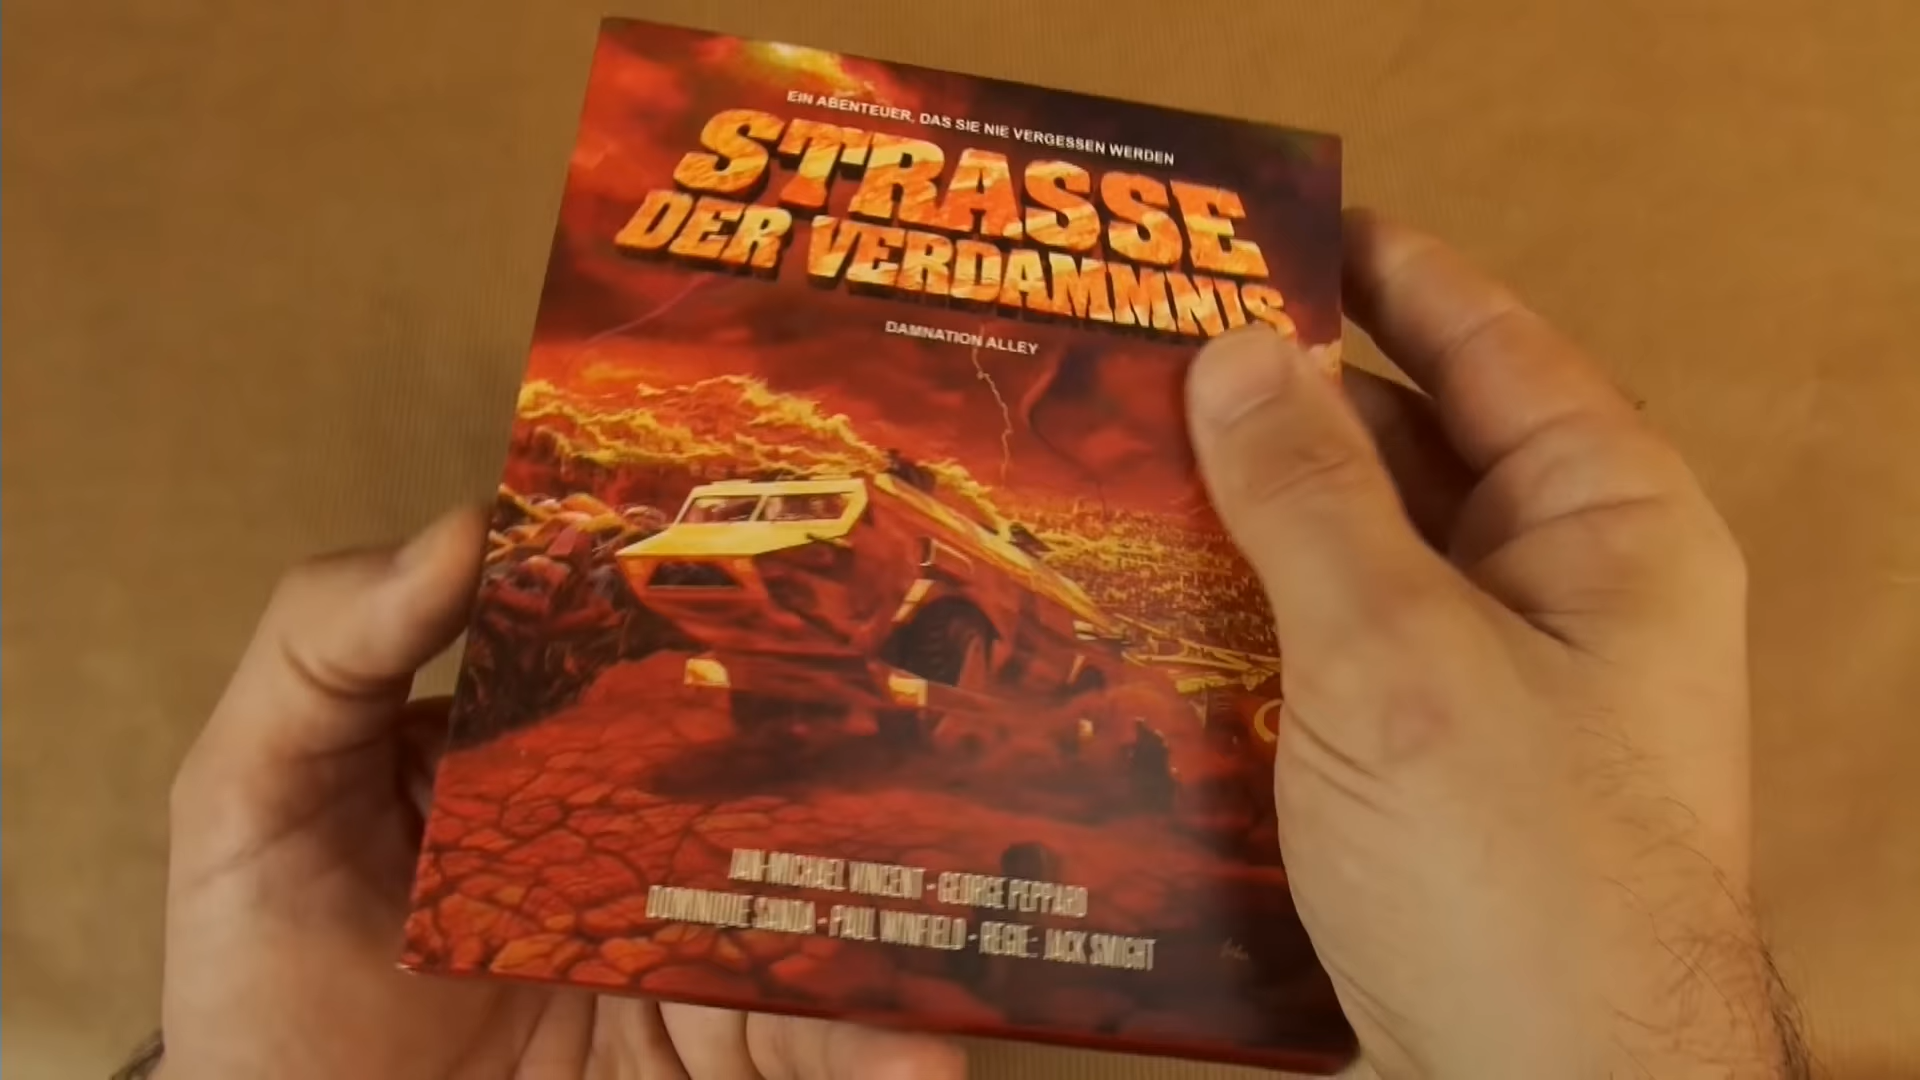 EIN ABENTEUER, DAS SIE NIE VERGESSEN WERDEN
STRASSE
DER VERDAMMNIS
DAMNATION ALLEY
JAN-MICHAEL VINCENT - GEORGE PEPPARD
DOMINIQUE SANDA - PAUL WINFIELD - REGIE: JACK SMIGHT